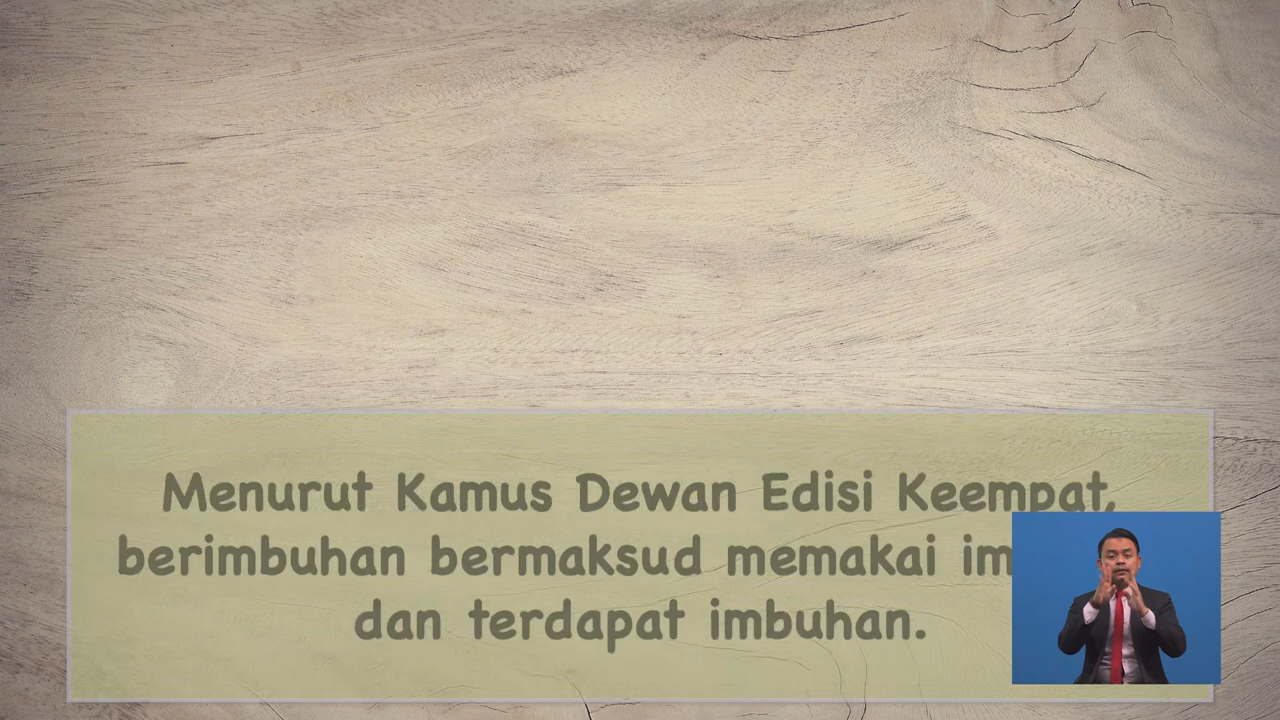 Menurut Kamus Dewan Edisi Keempat,
berimbuhan bermaksud memakai
dan terdapat imbuhan.